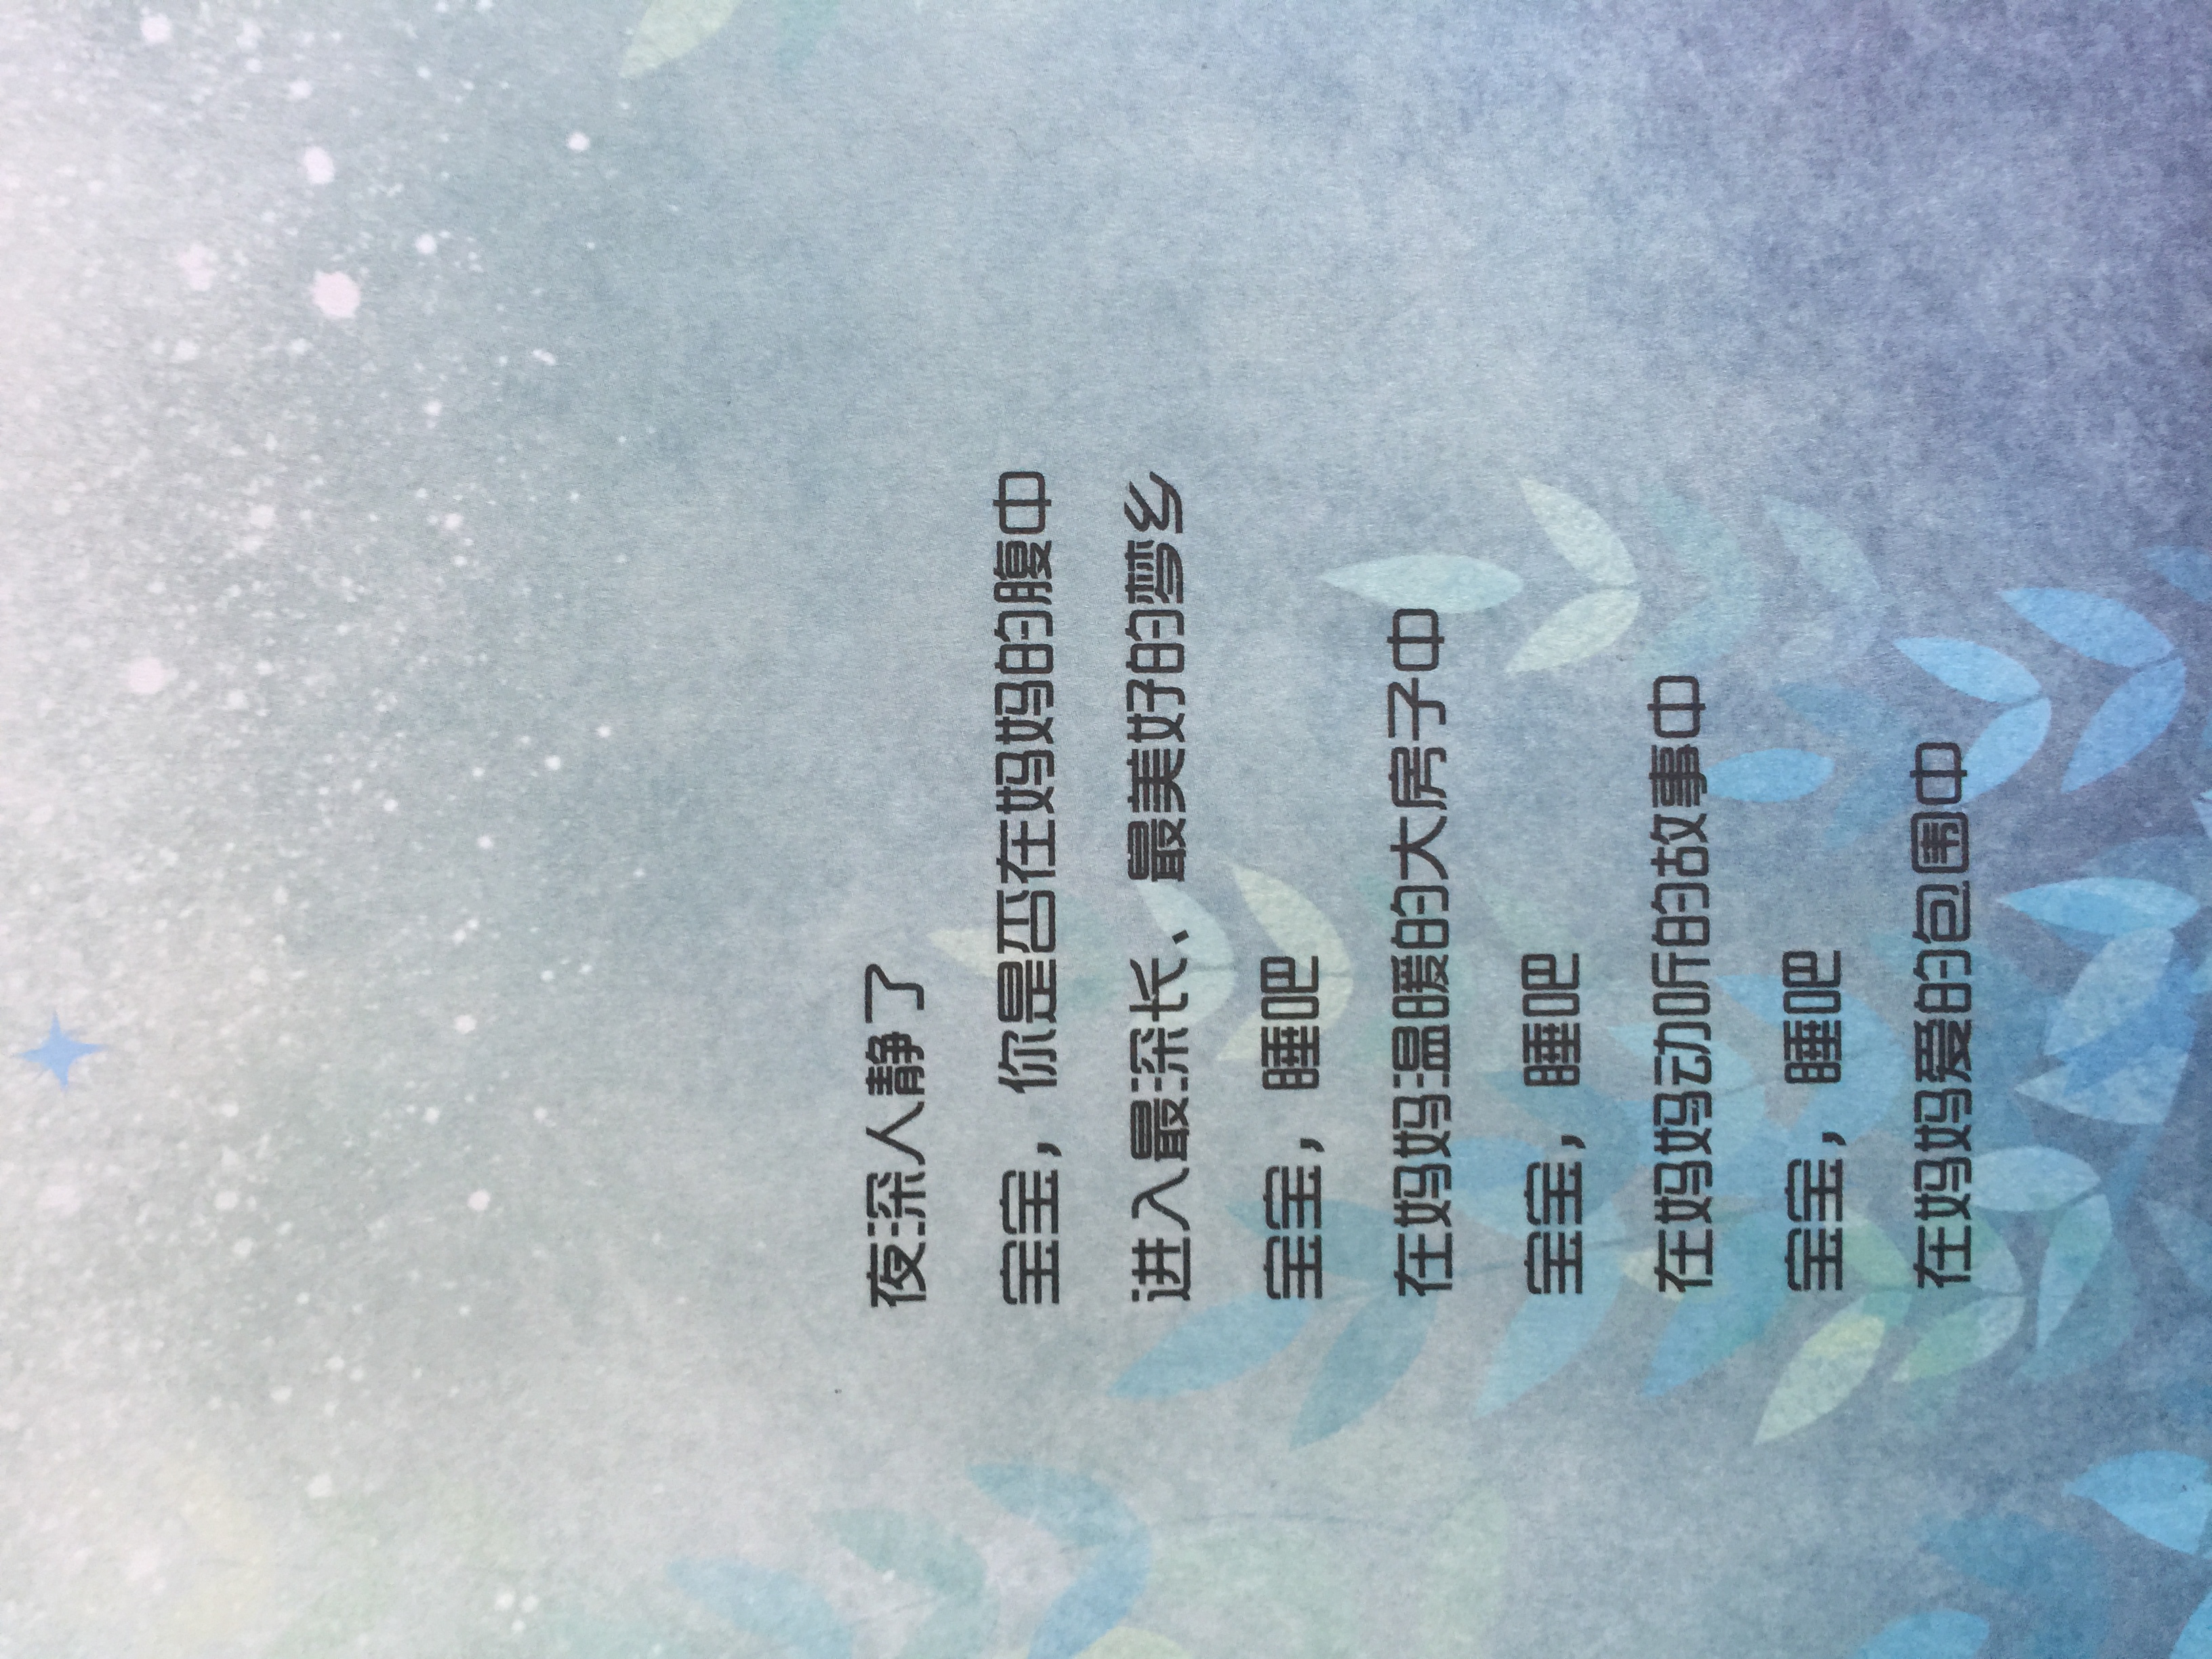 夜深人静了
宝宝，你是否在妈妈的腹中
进入最深长、最美好的梦乡
宝宝，睡吧
在妈妈温暖的大房子中
宝宝，睡吧
在妈妈动听的故事中
宝宝，睡吧
在妈妈爱的包围中